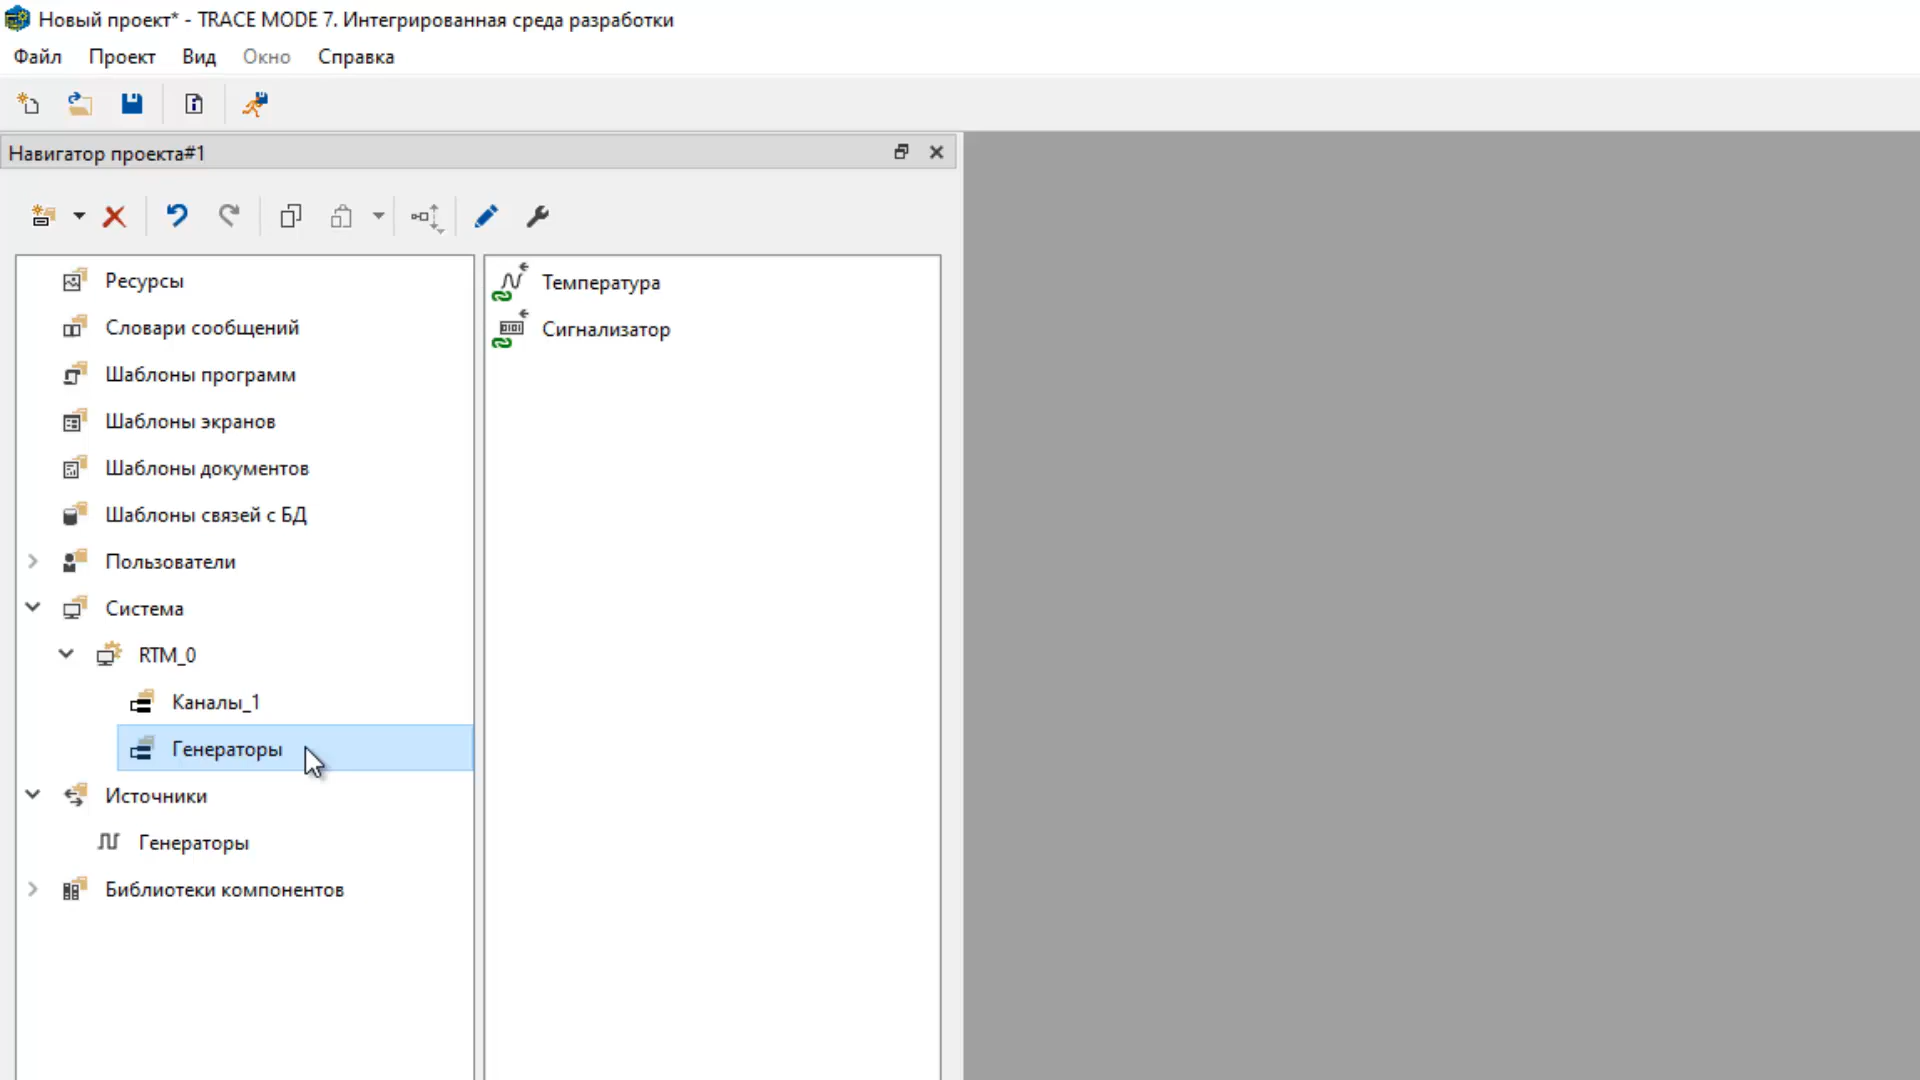 Новый проект* - TRACE MODE 7. Интегрированная среда разработки
Файл Проект Вид Окно Справка
Навигатор проекта#1
Ресурсы
Словари сообщений
Шаблоны программ
Шаблоны экранов
Шаблоны документов
Шаблоны связей с БД
Пользователи
Система
RTM_0
Каналы_1
Генераторы
Источники
Генераторы
Библиотеки компонентов
Температура
Сигнализатор